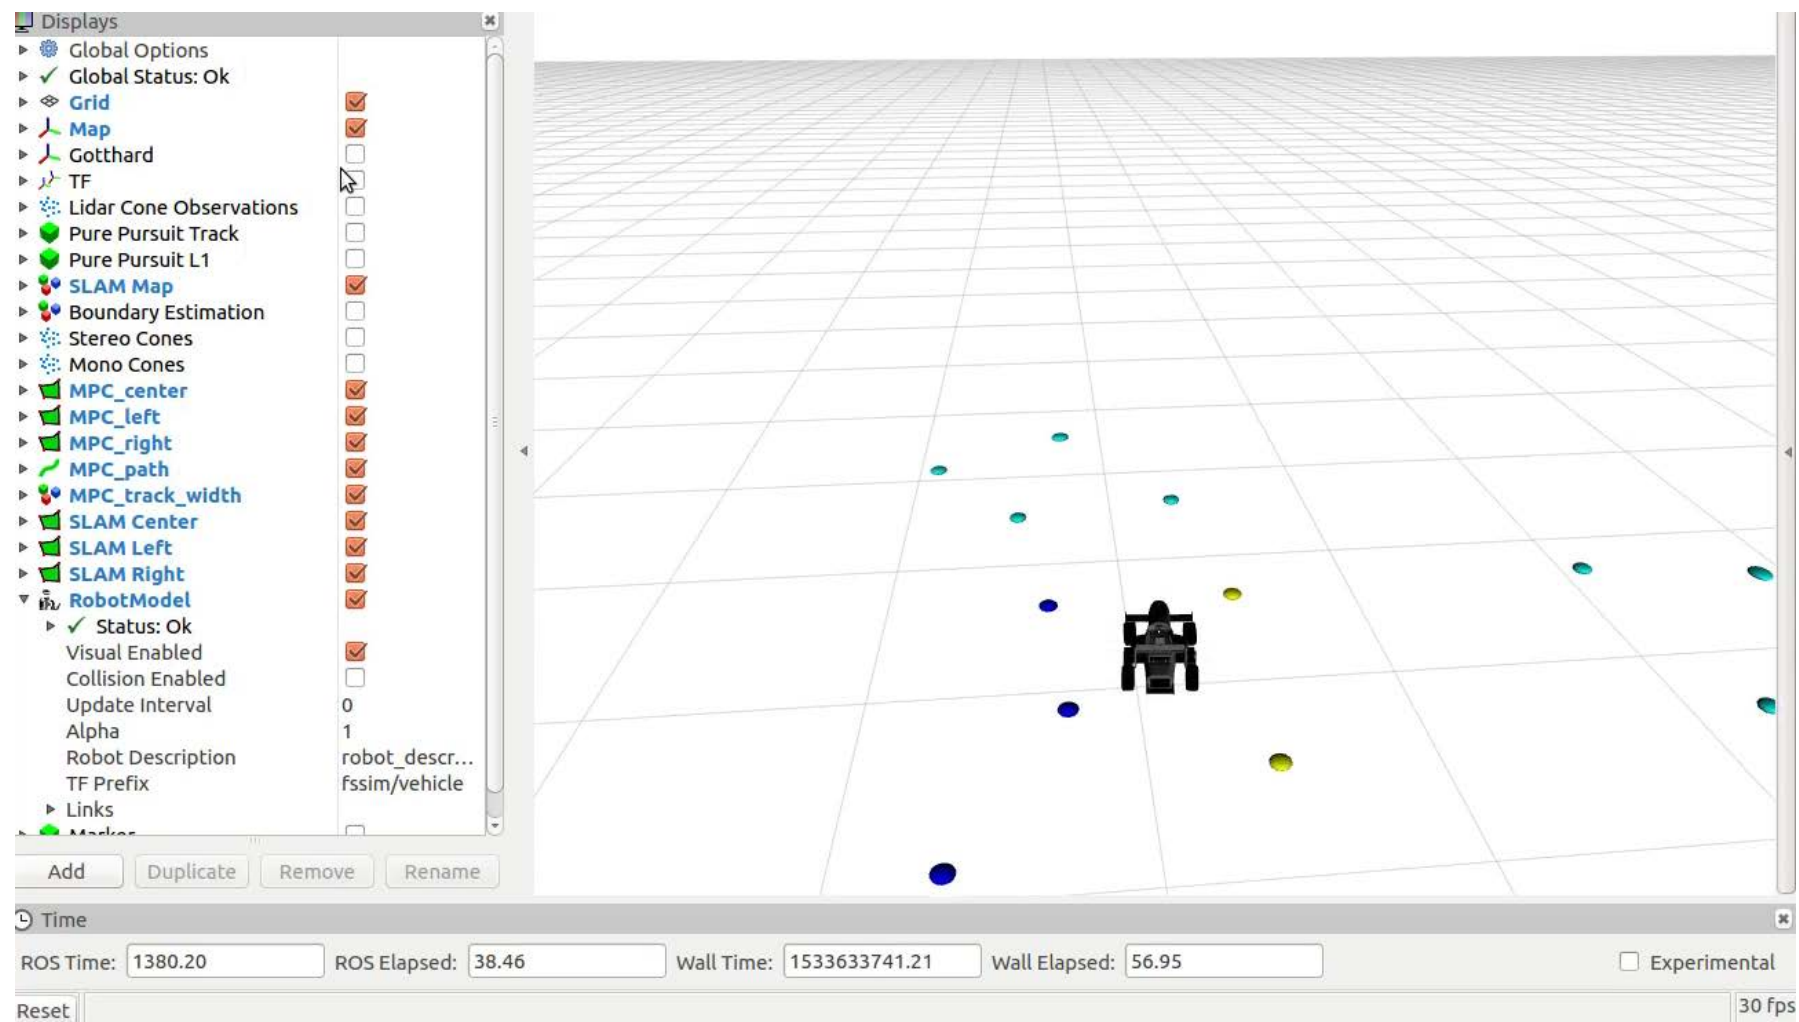 Displays
Global Options
Global Status: Ok
Grid
Map
Gotthard
TF
Lidar Cone Observations
Pure Pursuit Track
Pure Pursuit L1
SLAM Map
Boundary Estimation
Stereo Cones
Mono Cones
MPC_center
MPC_left
MPC_right
MPC_path
MPC_track_width
SLAM Center
SLAM Left
SLAM Right
RobotModel
Status: Ok
Visual Enabled
Collision Enabled
Update Interval 0
Alpha 1
Robot Description robot_descr...
TF Prefix fssim/vehicle
Links
Marker
Add Duplicate Remove Rename
Time
ROS Time: 1380.20 ROS Elapsed: 38.46 Wall Time: 1533633741.21 Wall Elapsed: 56.95 Experimental
Reset 30 fps